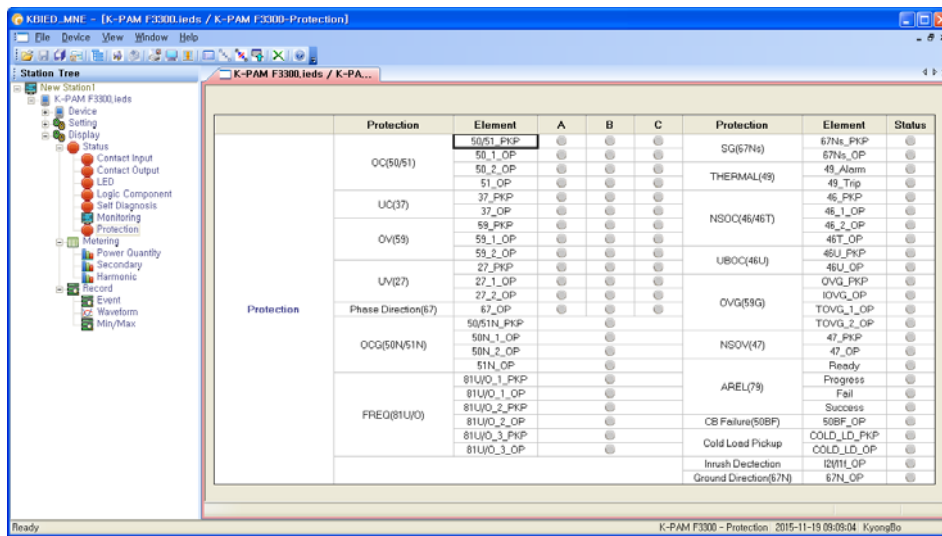 KBIED_MNE - [K-PAM F3300.ieds / K-PAM F3300-Protection]
File Device View Window Help
Station Tree
K-PAM F3300.ieds / K-PA...
New Station1
K-PAM F3300.ieds
Device
Setting
Display
Status
Contact Input
Contact Output
LED
Logic Component
Self Diagnosis
Monitoring
Protection
Metering
Power Quantity
Secondary
Harmonic
Record
Event
Waveform
Min/Max
Protection Element A B C Protection Element Status
Protection
OC(50/51)
50/51_PKP
50_1_OP
50_2_OP
51_OP
UC(37)
37_PKP
37_OP
OV(59)
59_PKP
59_1_OP
59_2_OP
UV(27)
27_PKP
27_1_OP
27_2_OP
Phase Direction(67) 67_OP
OCG(50N/51N)
50/51N_PKP
50N_1_OP
50N_2_OP
51N_OP
FREQ(81U/O)
81U/O_1_PKP
81U/O_1_OP
81U/O_2_PKP
81U/O_2_OP
81U/O_3_PKP
81U/O_3_OP
SG(67Ns)
67Ns_PKP
67Ns_OP
THERMAL(49)
49_Alarm
49_Trip
NSOC(46/46T)
46_PKP
46_1_OP
46_2_OP
46T_OP
UBOC(46U)
46U_PKP
46U_OP
OVG(59G)
OVG_PKP
IOVG_OP
TOVG_1_OP
TOVG_2_OP
NSOV(47)
47_PKP
47_OP
AREL(79)
Ready
Progress
Fail
Success
CB Failure(50BF) 50BF_OP
Cold Load Pickup
COLD_LD_PKP
COLD_LD_OP
Inrush Dectection I2f/I1f_OP
Ground Direction(67N) 67N_OP
Ready
K-PAM F3300 - Protection 2015-11-19 09:09:04 KyongBo